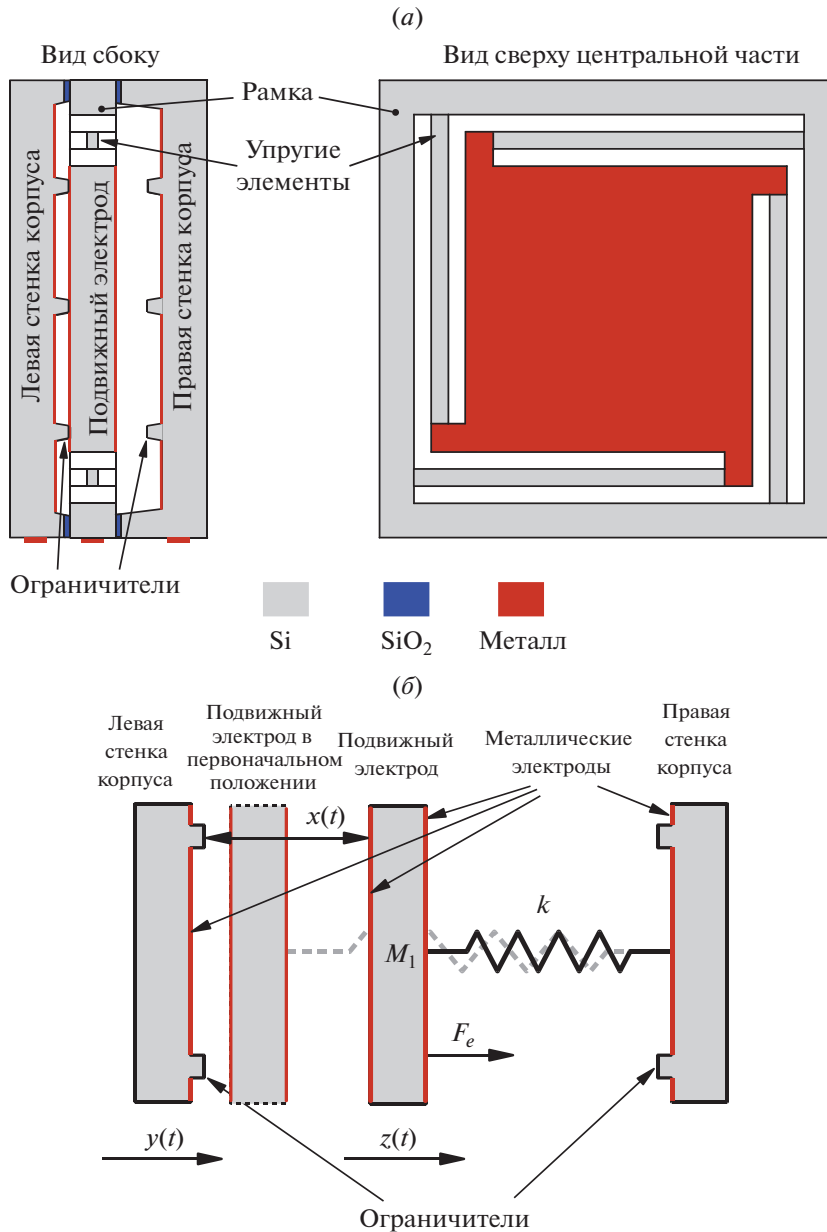 (а)
Вид сбоку
Вид сверху центральной части
Рамка
Упругие
элементы
Левая стенка корпуса
Подвижный электрод
Правая стенка корпуса
Ограничители
Si
SiO₂
Металл
(б)
Левая
стенка
корпуса
Подвижный
электрод в
первоначальном
положении
Подвижный
электрод
Металлические
электроды
Правая
стенка
корпуса
x(t)
k
M₁
Fₑ
y(t)
z(t)
Ограничители